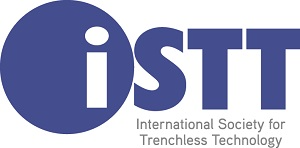 iSTT
International Society for
Trenchless Technology